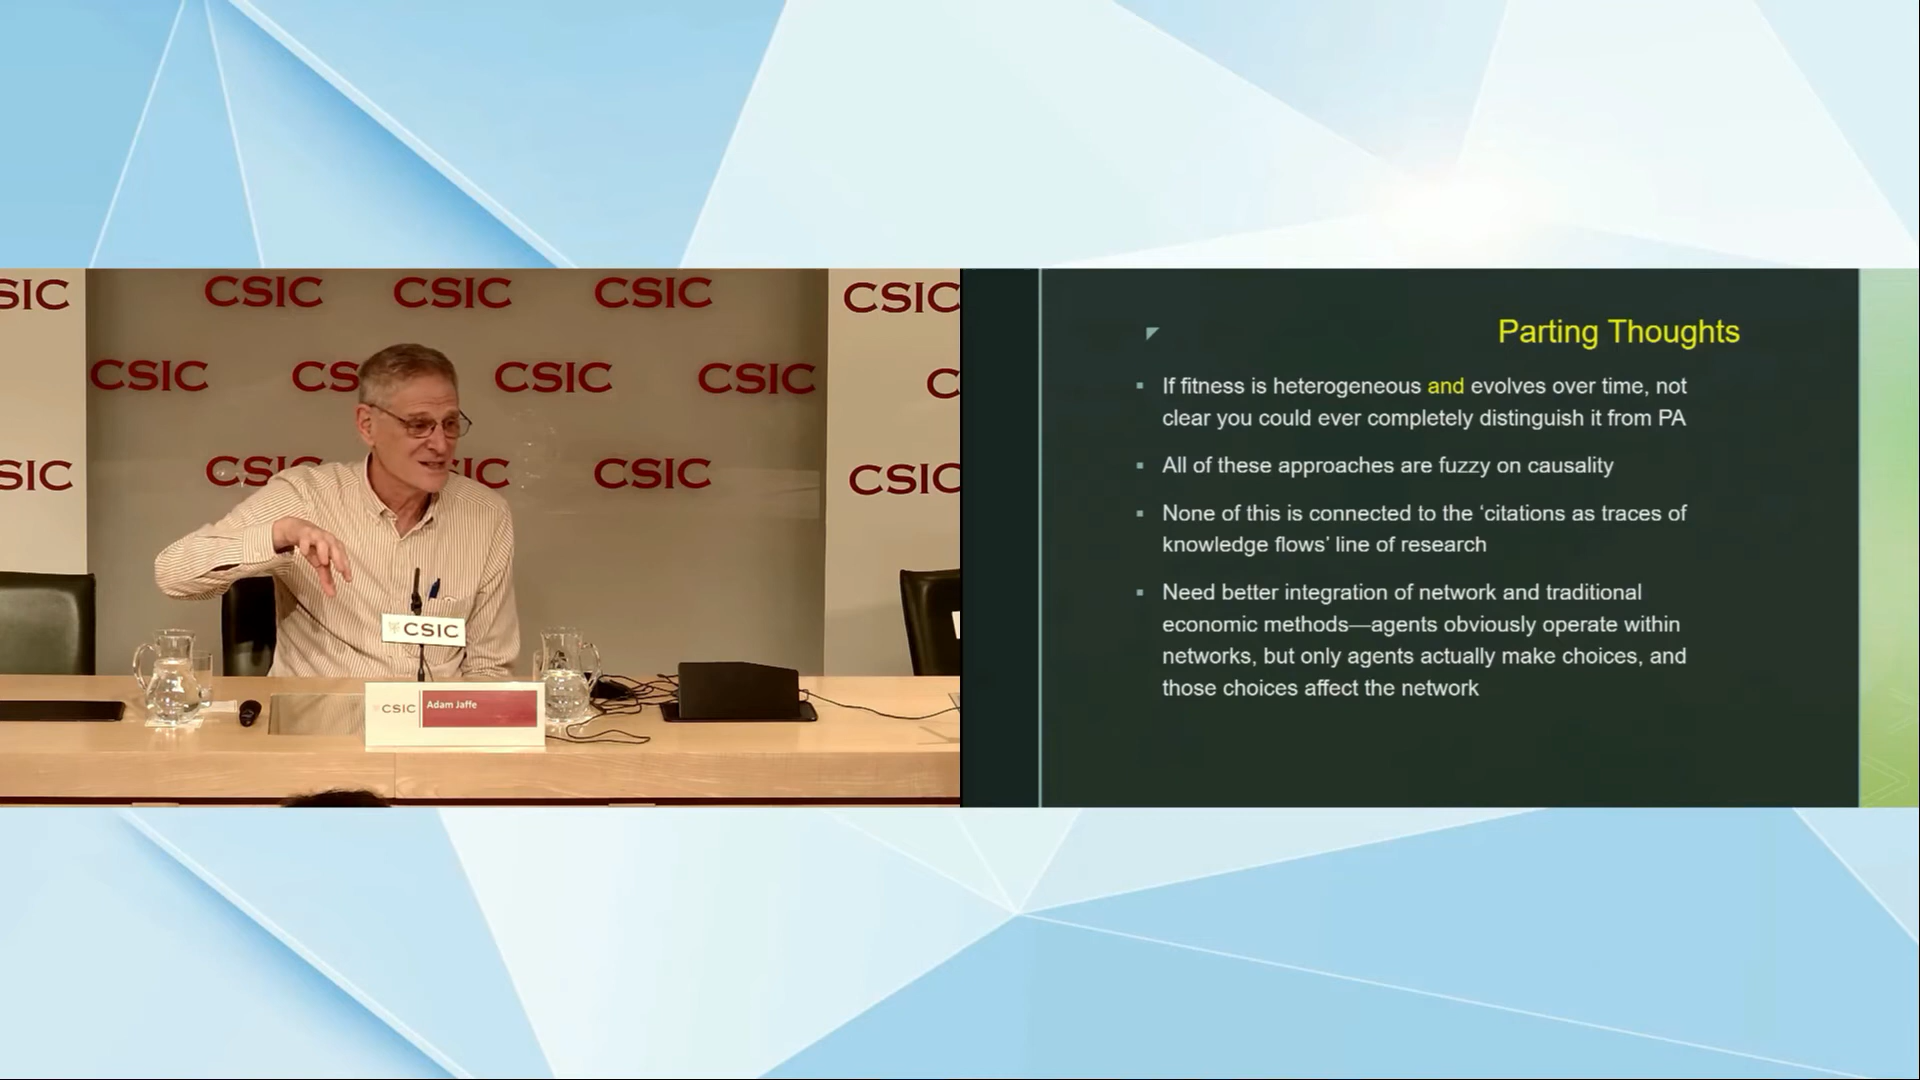 SIC CSIC CSIC CSIC CSIC
CSIC CS CSIC CSIC C
SIC CSIC IC CSIC CSIC
CSIC
CSIC Adam Jaffe
Parting Thoughts
If fitness is heterogeneous and evolves over time, not
clear you could ever completely distinguish it from PA
All of these approaches are fuzzy on causality
None of this is connected to the ‘citations as traces of
knowledge flows’ line of research
Need better integration of network and traditional
economic methods—agents obviously operate within
networks, but only agents actually make choices, and
those choices affect the network